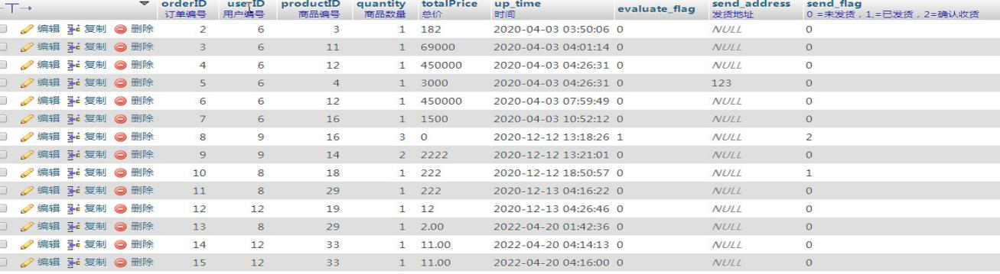 orderID userID productID quantity totalPrice up_time evaluate_flag send_address send_flag
订单编号 用户编号 商品编号 商品数量 总价 时间 发货地址 0 =未发货，1,=已发货，2=确认收货
编辑 复制 删除 2 6 3 1 182 2020-04-03 03:50:06 0 NULL 0
编辑 复制 删除 3 6 11 1 69000 2020-04-03 04:01:14 0 NULL 0
编辑 复制 删除 4 6 12 1 450000 2020-04-03 04:26:31 0 NULL 0
编辑 复制 删除 5 6 4 1 3000 2020-04-03 04:26:31 0 123 0
编辑 复制 删除 6 6 12 1 450000 2020-04-03 07:59:49 0 NULL 0
编辑 复制 删除 7 6 16 1 1500 2020-04-03 10:52:12 0 NULL 0
编辑 复制 删除 8 9 16 3 0 2020-12-12 13:18:26 1 NULL 2
编辑 复制 删除 9 9 14 2 2222 2020-12-12 13:21:01 0 NULL 0
编辑 复制 删除 10 8 18 1 222 2020-12-12 18:50:57 0 NULL 1
编辑 复制 删除 11 8 29 1 222 2020-12-13 04:16:22 0 NULL 0
编辑 复制 删除 12 12 19 1 12 2020-12-13 04:26:46 0 NULL 0
编辑 复制 删除 13 8 29 1 2.00 2022-04-20 01:42:36 0 NULL 0
编辑 复制 删除 14 12 33 1 11.00 2022-04-20 04:14:13 0 NULL 0
编辑 复制 删除 15 12 33 1 11.00 2022-04-20 04:16:00 0 NULL 0